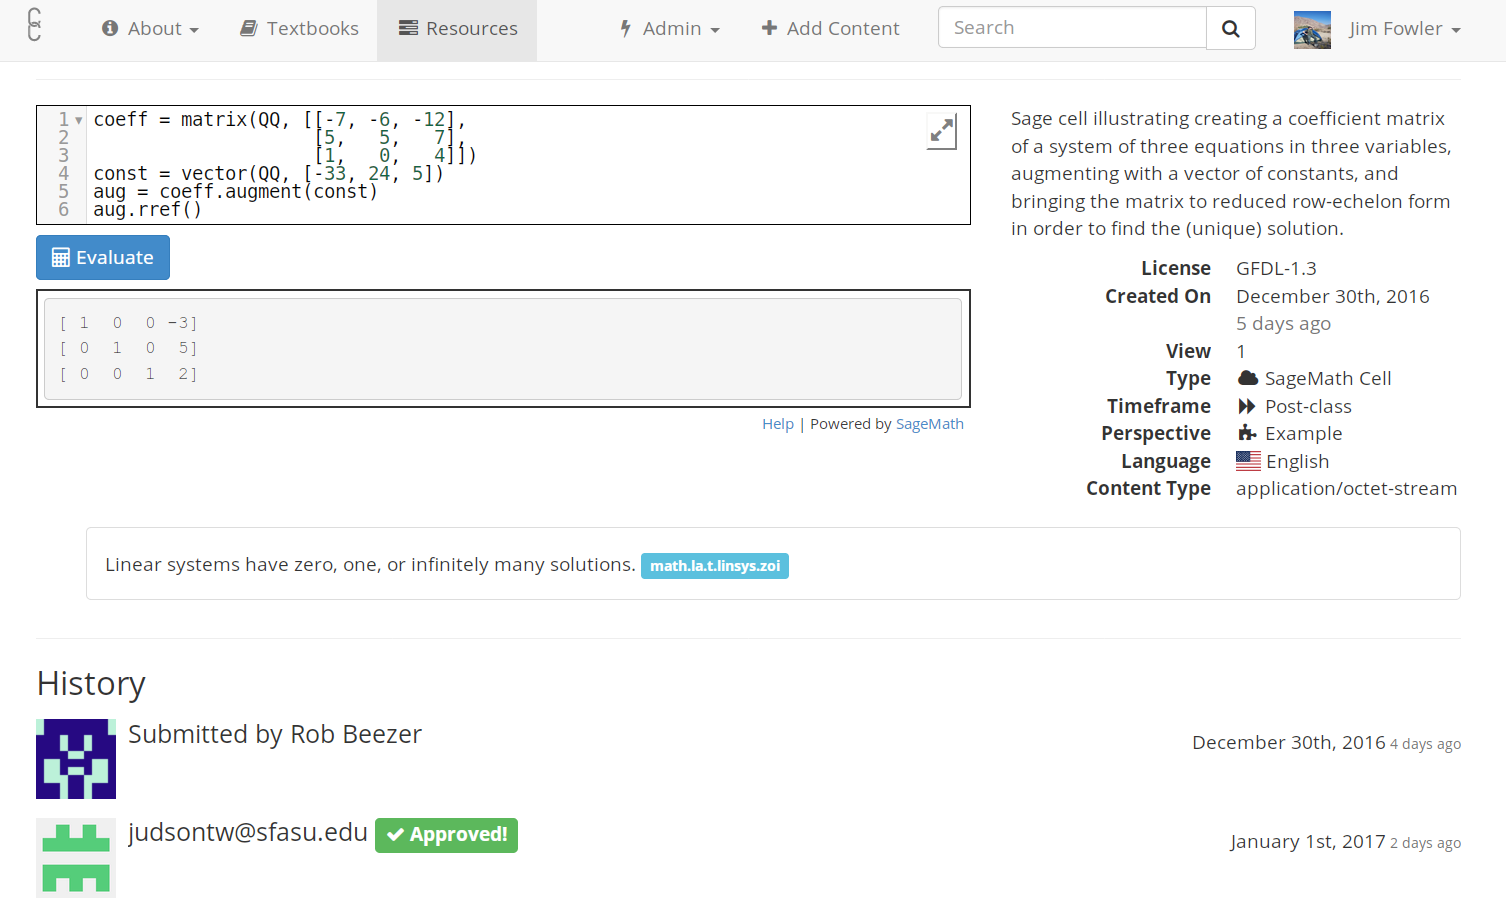 About
Textbooks
Resources
Admin
Add Content
Search
Jim Fowler
1 coeff = matrix(QQ, [[-7, -6, -12],
2 [5, 5, 7],
3 [1, 0, 4]])
4 const = vector(QQ, [-33, 24, 5])
5 aug = coeff.augment(const)
6 aug.rref()
Evaluate
[ 1 0 0 -3]
[ 0 1 0 5]
[ 0 0 1 2]
Help | Powered by SageMath
Sage cell illustrating creating a coefficient matrix
of a system of three equations in three variables,
augmenting with a vector of constants, and
bringing the matrix to reduced row-echelon form
in order to find the (unique) solution.
License GFDL-1.3
Created On December 30th, 2016
5 days ago
View 1
Type SageMath Cell
Timeframe Post-class
Perspective Example
Language English
Content Type application/octet-stream
Linear systems have zero, one, or infinitely many solutions. math.la.t.linsys.zoi
History
Submitted by Rob Beezer
December 30th, 2016 4 days ago
judsontw@sfasu.edu Approved!
January 1st, 2017 2 days ago